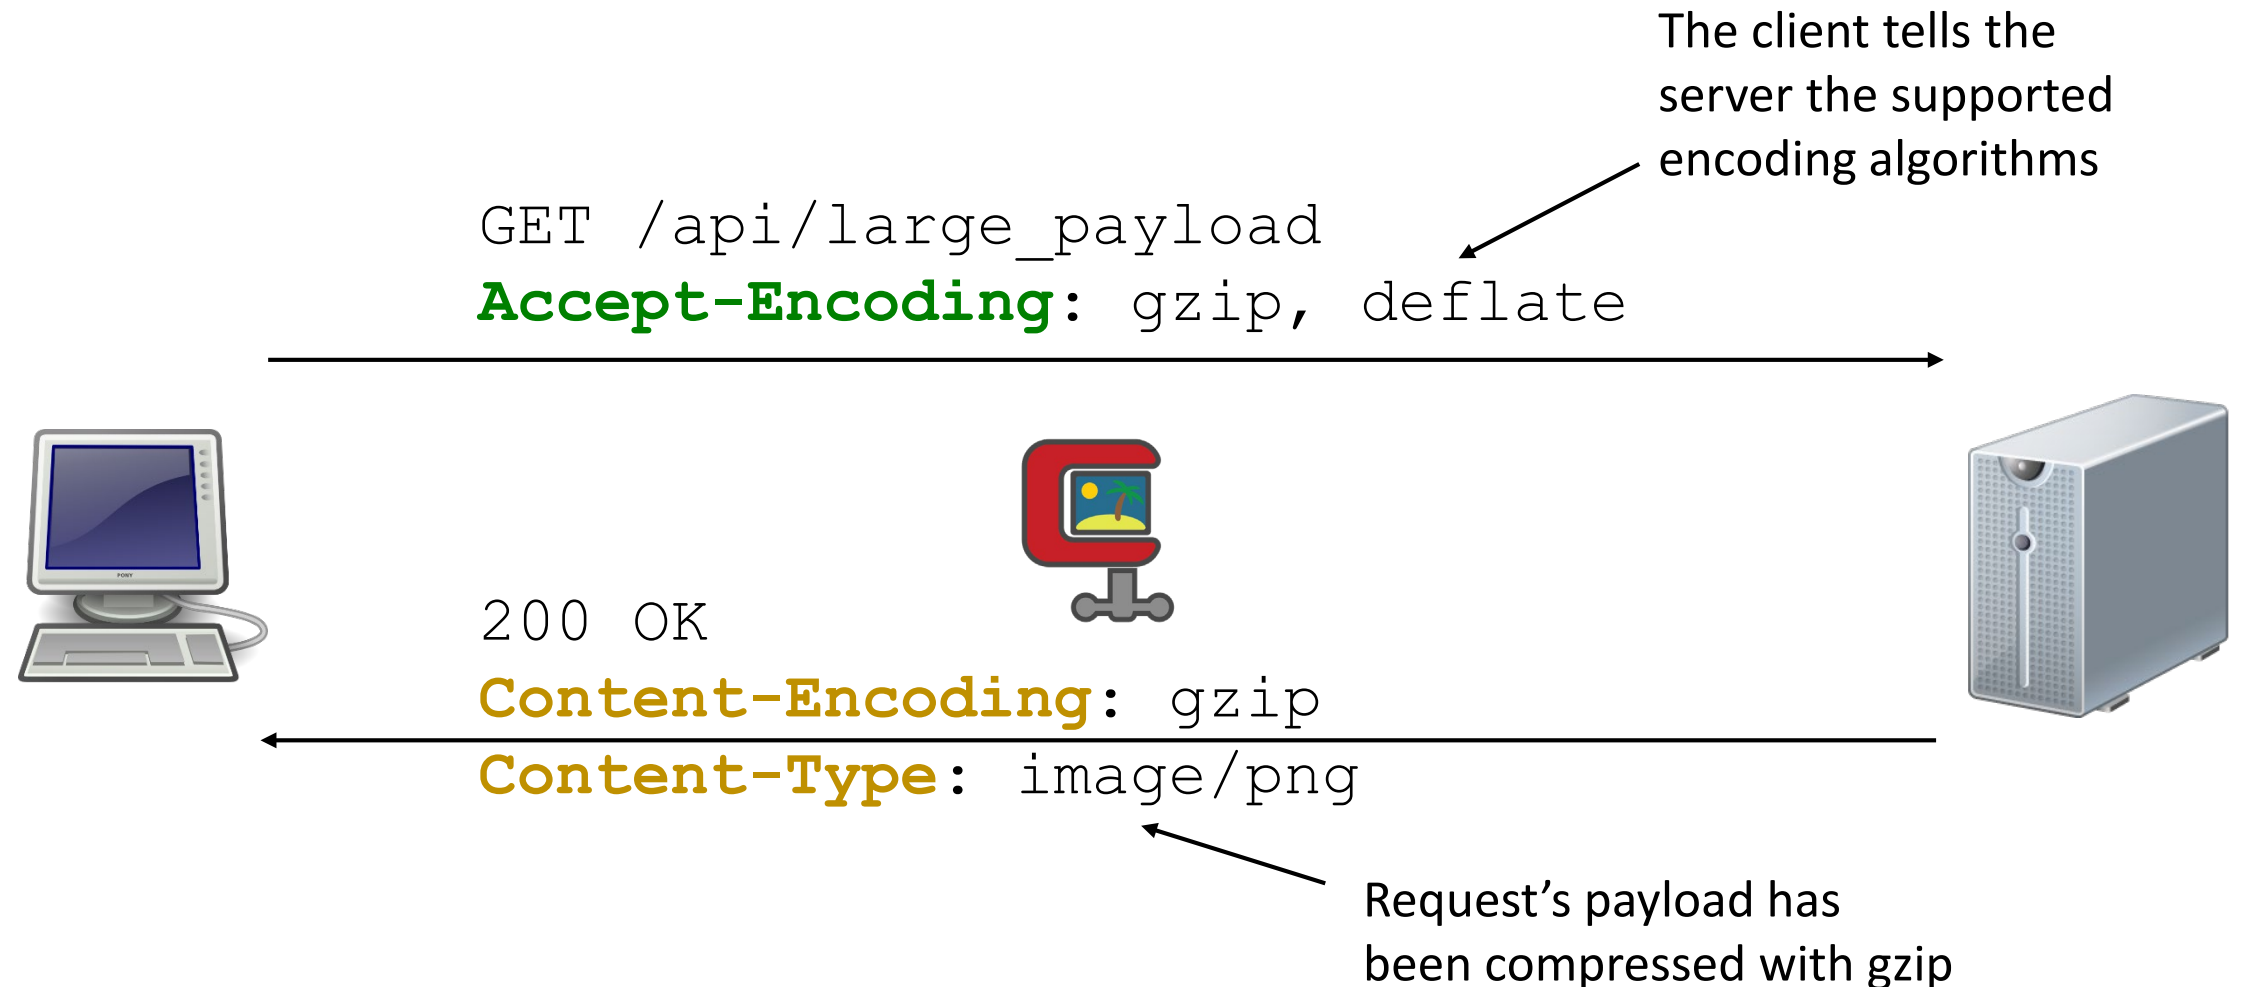 The client tells the
server the supported
encoding algorithms
GET /api/large_payload
Accept-Encoding: gzip, deflate
PONY
200 OK
Content-Encoding: gzip
Content-Type: image/png
Request’s payload has
been compressed with gzip